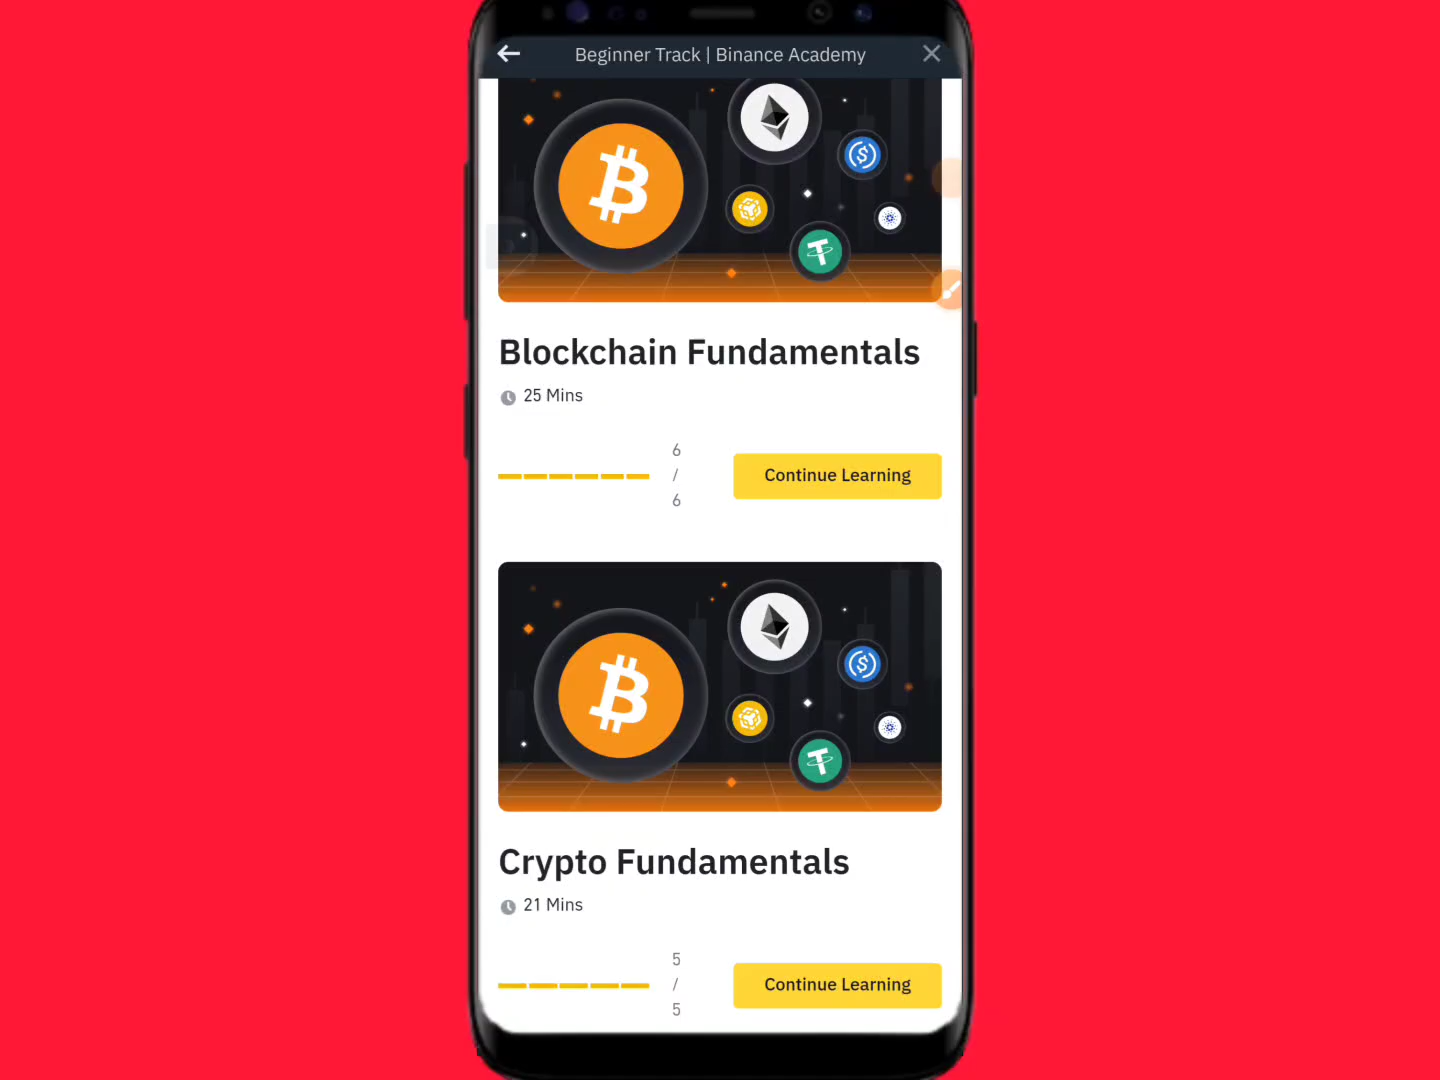 Beginner Track | Binance Academy
Blockchain Fundamentals
25 Mins
6
/
6
Continue Learning
Crypto Fundamentals
21 Mins
5
/
5
Continue Learning